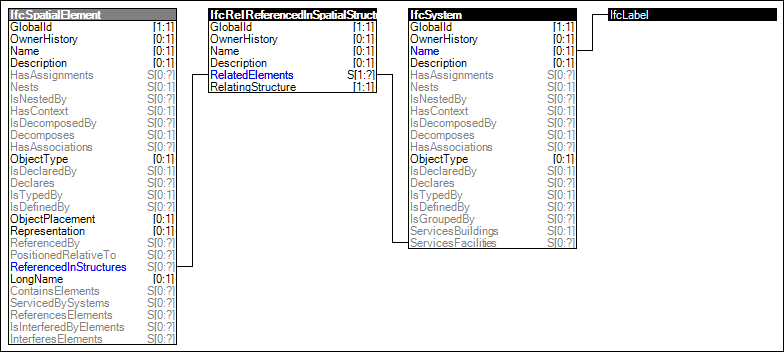 IfcSpatialElement
GlobalId [1:1]
OwnerHistory [0:1]
Name [0:1]
Description [0:1]
HasAssignments S[0:?]
Nests S[0:1]
IsNestedBy S[0:?]
HasContext S[0:1]
IsDecomposedBy S[0:?]
Decomposes S[0:1]
HasAssociations S[0:?]
ObjectType [0:1]
IsDeclaredBy S[0:1]
Declares S[0:?]
IsTypedBy S[0:1]
IsDefinedBy S[0:?]
ObjectPlacement [0:1]
Representation [0:1]
ReferencedBy S[0:?]
PositionedRelativeTo S[0:?]
ReferencedInStructures S[0:?]
LongName [0:1]
ContainsElements S[0:?]
ServicedBySystems S[0:?]
ReferencesElements S[0:?]
IsInterferedByElements S[0:?]
InterferesElements S[0:?]
IfcRelReferencedInSpatialStruct
GlobalId [1:1]
OwnerHistory [0:1]
Name [0:1]
Description [0:1]
RelatedElements S[1:?]
RelatingStructure [1:1]
IfcSystem
GlobalId [1:1]
OwnerHistory [0:1]
Name [0:1]
Description [0:1]
HasAssignments S[0:?]
Nests S[0:1]
IsNestedBy S[0:?]
HasContext S[0:1]
IsDecomposedBy S[0:?]
Decomposes S[0:1]
HasAssociations S[0:?]
ObjectType [0:1]
IsDeclaredBy S[0:1]
Declares S[0:?]
IsTypedBy S[0:1]
IsDefinedBy S[0:?]
IsGroupedBy S[0:?]
ServicesBuildings S[0:1]
ServicesFacilities S[0:?]
IfcLabel